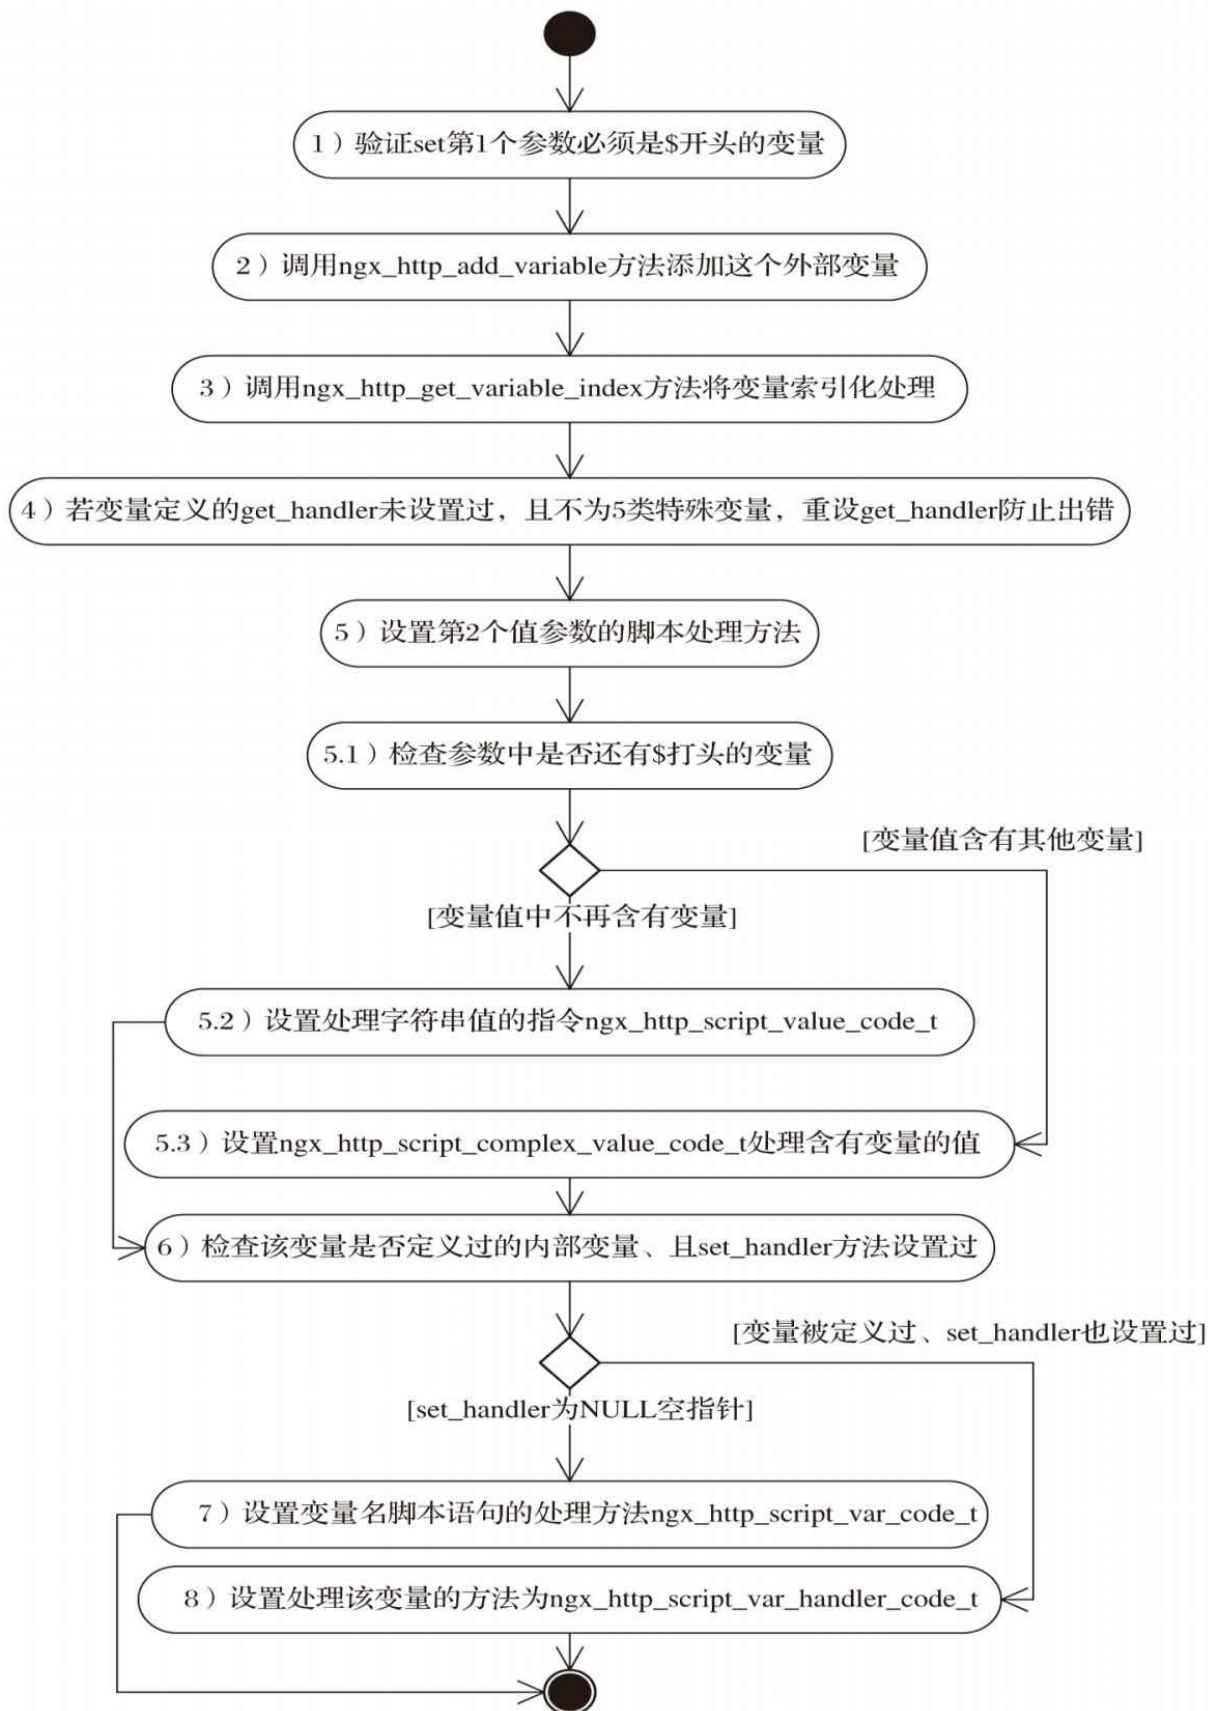 1）验证set第1个参数必须是$开头的变量
2）调用ngx_http_add_variable方法添加这个外部变量
3）调用ngx_http_get_variable_index方法将变量索引化处理
4）若变量定义的get_handler未设置过，且不为5类特殊变量，重设get_handler防止出错
5）设置第2个值参数的脚本处理方法
5.1）检查参数中是否还有$打头的变量
[变量值含有其他变量]
[变量值中不再含有变量]
5.2）设置处理字符串值的指令ngx_http_script_value_code_t
5.3）设置ngx_http_script_complex_value_code_t处理含有变量的值
6）检查该变量是否定义过的内部变量、且set_handler方法设置过
[变量被定义过、set_handler也设置过]
[set_handler为NULL空指针]
7）设置变量名脚本语句的处理方法ngx_http_script_var_code_t
8）设置处理该变量的方法为ngx_http_script_var_handler_code_t